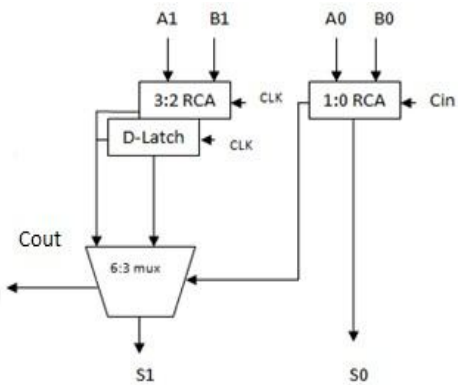 A1 B1 A0 B0
3:2 RCA CLK 1:0 RCA Cin
D-Latch CLK
Cout
6:3 mux
S1 S0